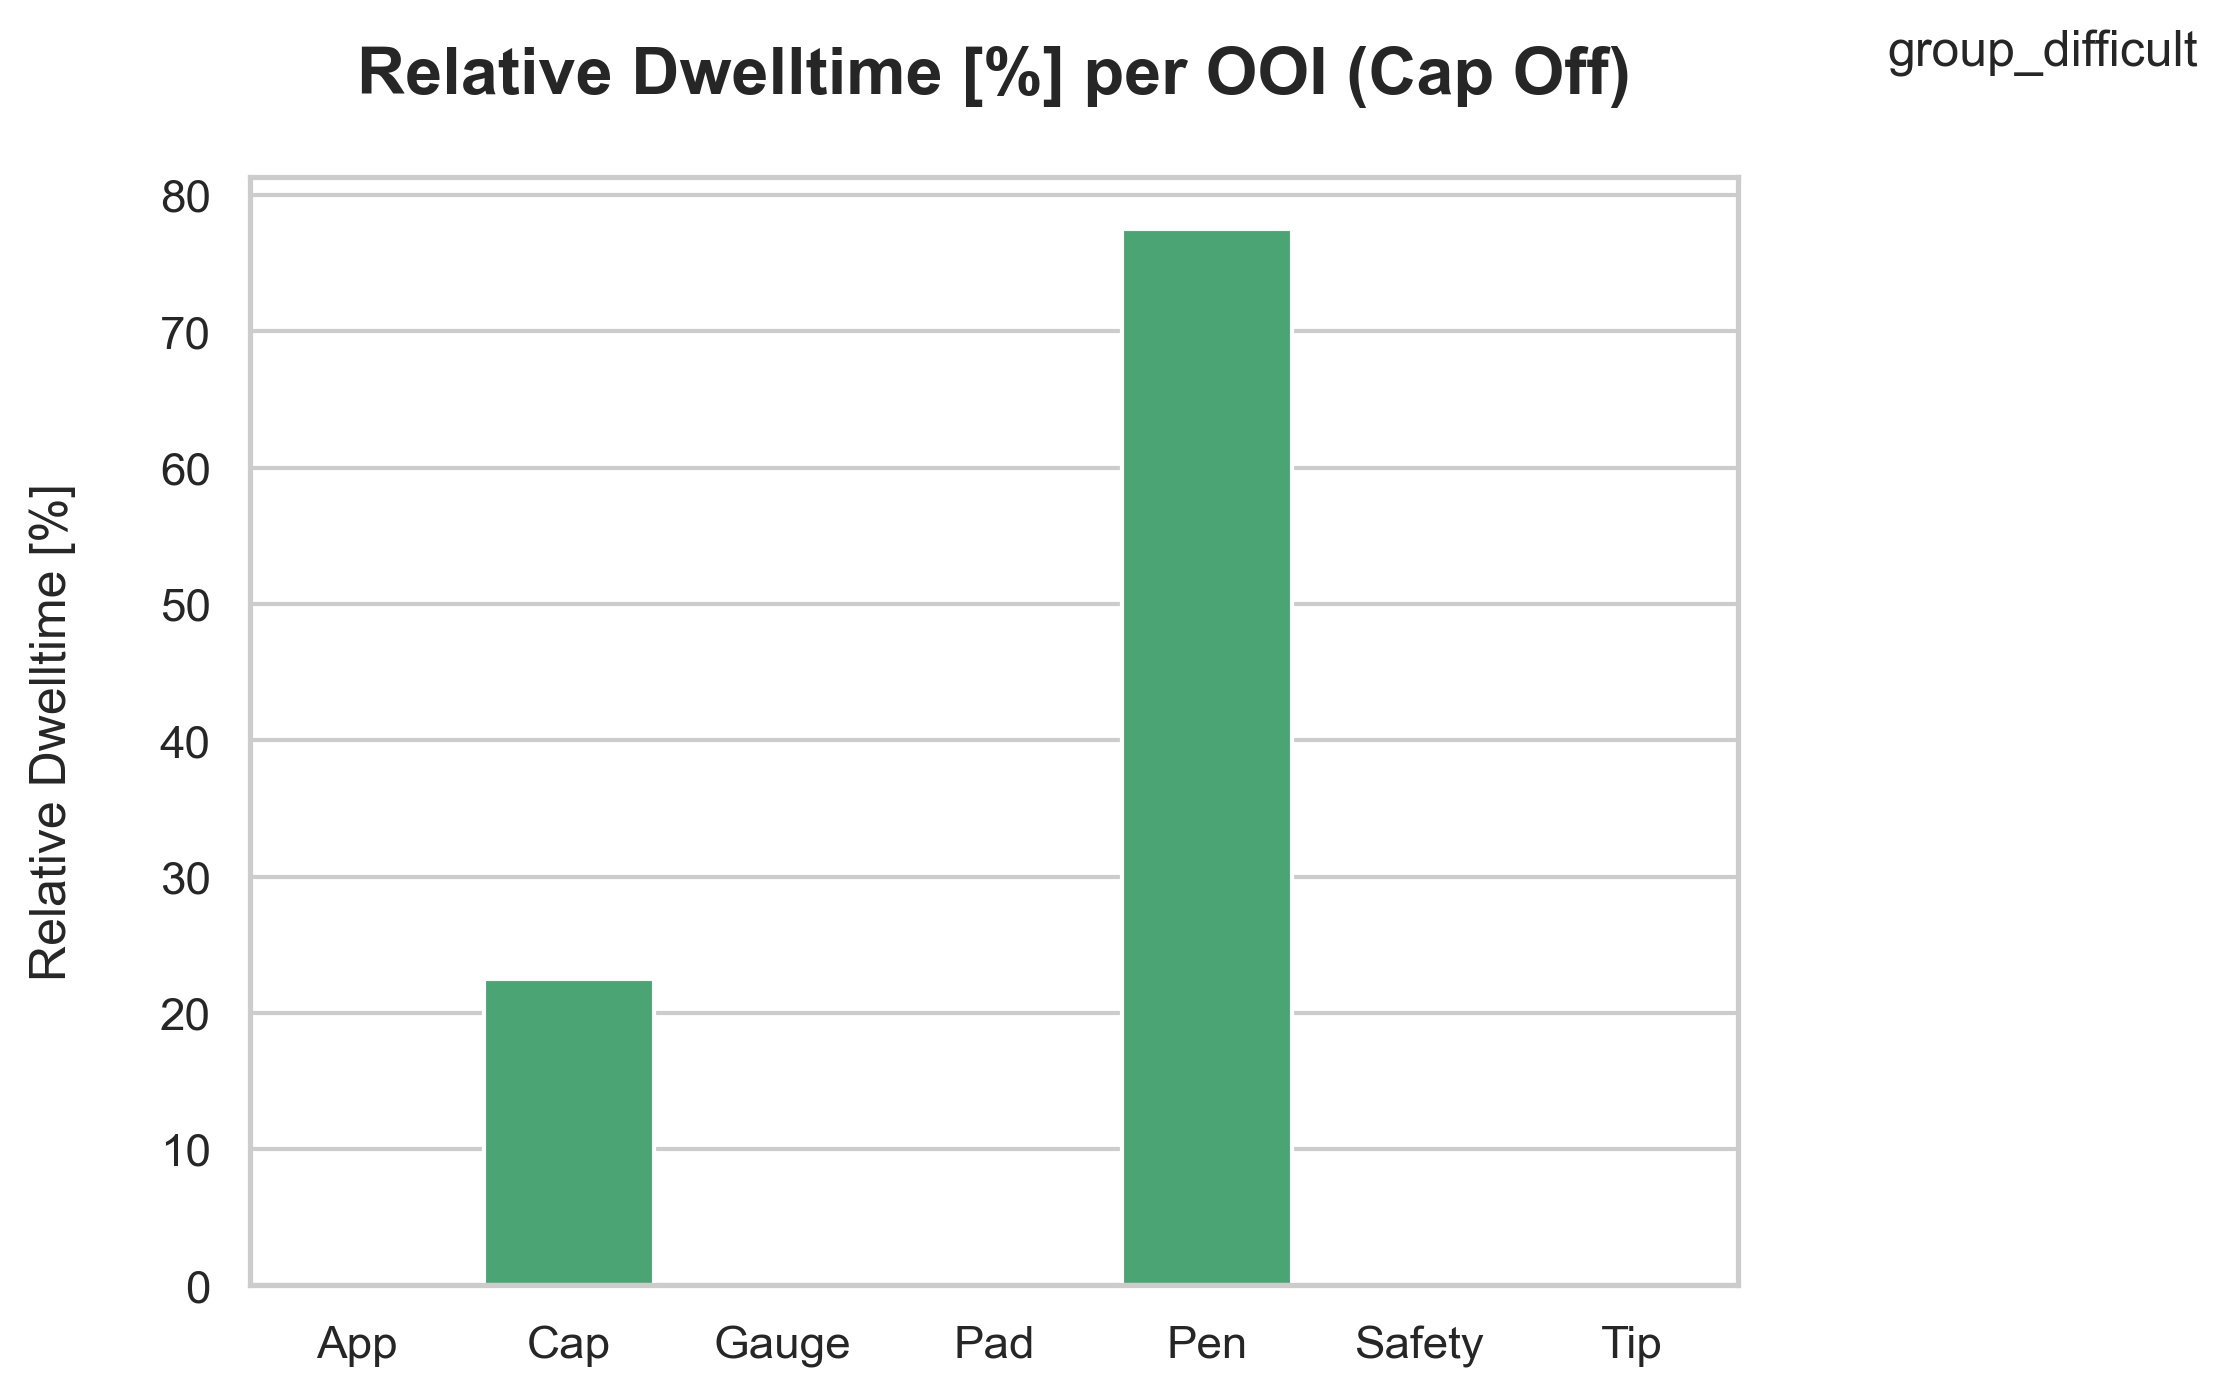 Relative Dwelltime [%] per OOI (Cap Off)
group_difficult
Relative Dwelltime [%]
80
70
60
50
40
30
20
10
0
App Cap Gauge Pad Pen Safety Tip